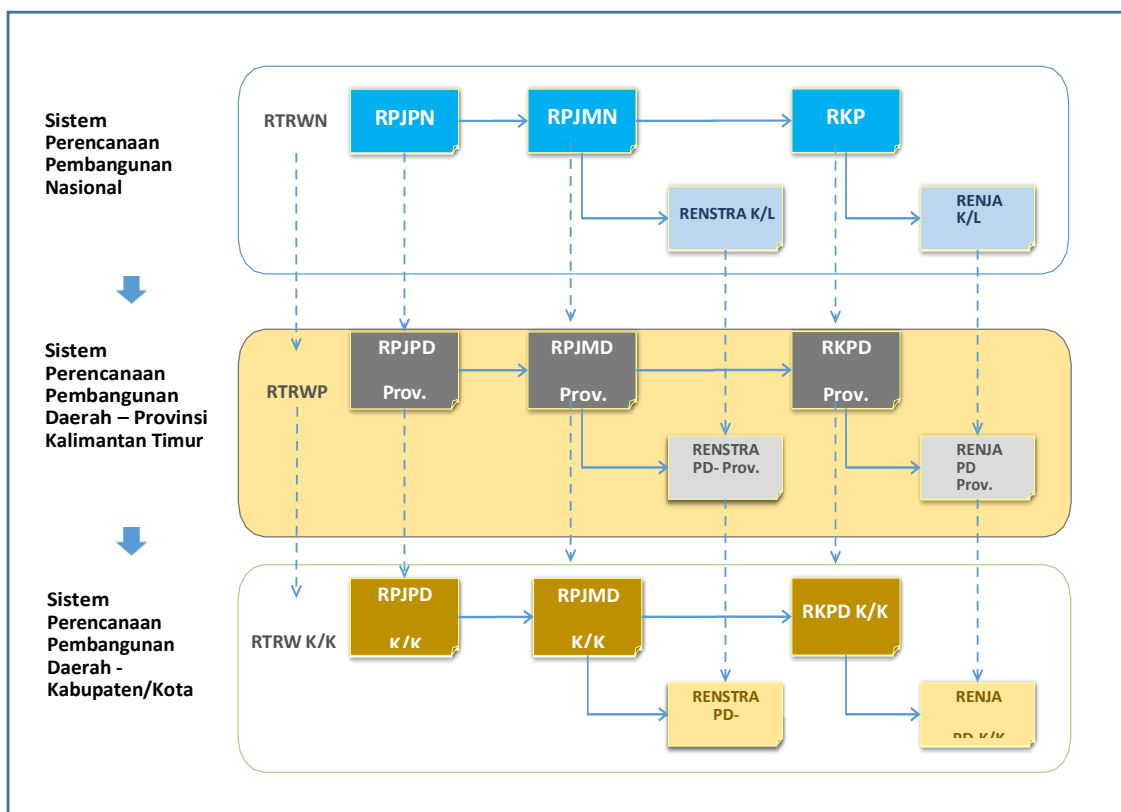 Sistem
Perencanaan
Pembangunan
Nasional
RTRWN
RPJPN
RPJMN
RKP
RENSTRA K/L
RENJA
K/L
Sistem
Perencanaan
Pembangunan
Daerah – Provinsi
Kalimantan Timur
RTRWP
RPJPD
Prov.
RPJMD
Prov.
RKPD
Prov.
RENSTRA
PD- Prov.
RENJA
PD
Prov.
Sistem
Perencanaan
Pembangunan
Daerah -
Kabupaten/Kota
RTRW K/K
RPJPD
K/K
RPJMD
K/K
RKPD K/K
RENSTRA
PD-
RENJA
PD-K/K